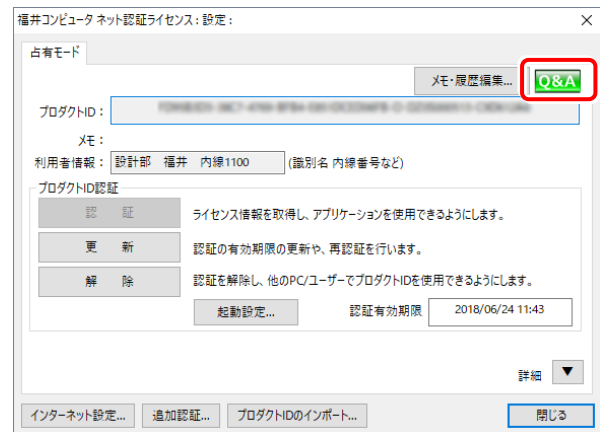 福井コンピュータ ネット認証ライセンス：設定：
占有モード
メモ・履歴編集... Q&A
プロダクトID：
メモ：
利用者情報： 設計部 福井 内線1100 (識別名 内線番号など)
プロダクトID認証
認 証 ライセンス情報を取得し、アプリケーションを使用できるようにします。
更 新 認証の有効期限の更新や、再認証を行います。
解 除 認証を解除し、他のPC/ユーザーでプロダクトIDを使用できるようにします。
起動設定... 認証有効期限 2018/06/24 11:43
詳細 ▼
インターネット設定... 追加認証... プロダクトIDのインポート... 閉じる